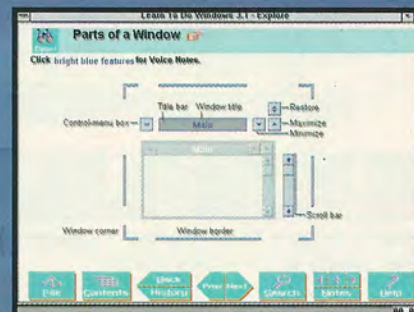 Learn To Do Windows 3.1 - Explore
Parts of a Window
Click bright blue features for Voice Notes.
Title bar Window title
Restore
Control-menu box
Main
Maximize
Minimize
Main
Scroll bar
Window corner
Window border
File
Contents
Back
History
Prev
Next
Search
Notes
Help